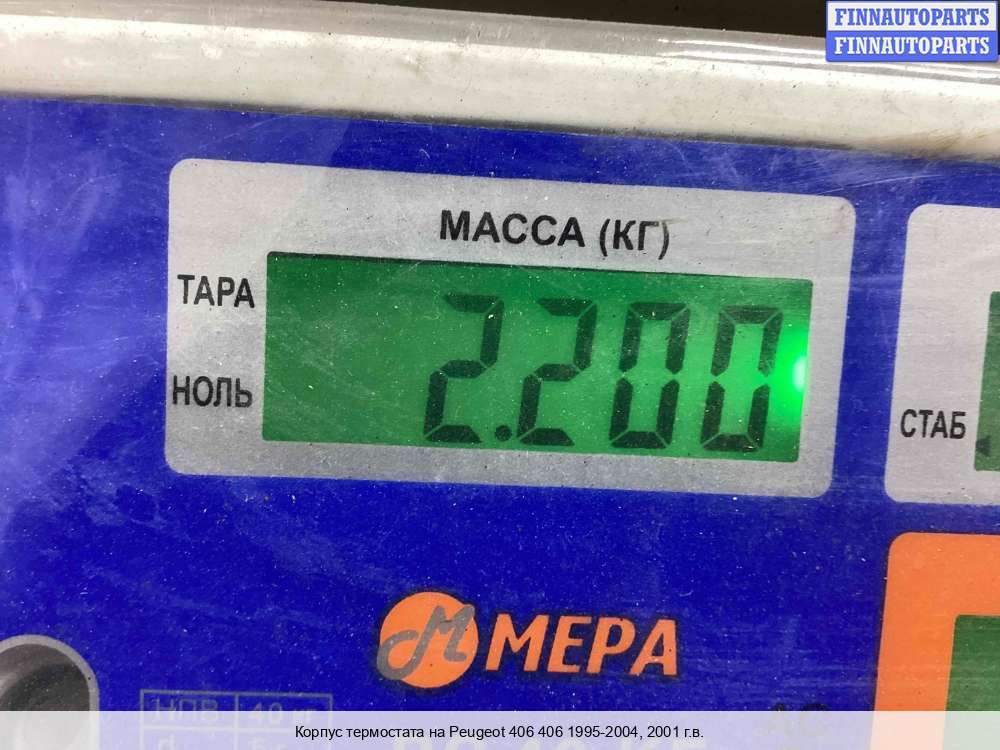 FINNAUTOPARTS
FINNAUTOPARTS
МАССА (КГ)
ТАРА
2.200
НОЛЬ
СТАБ
М МЕРА
НПВ 40 кг
Корпус термостата на Peugeot 406 406 1995-2004, 2001 г.в.